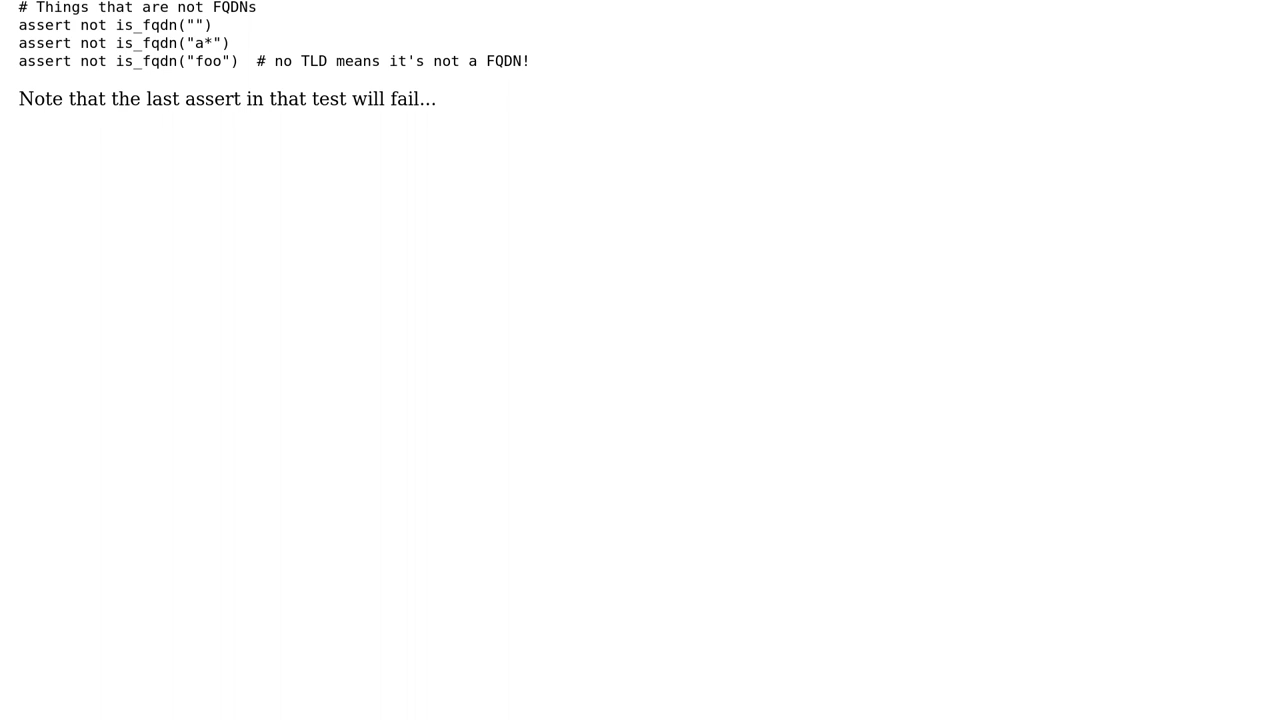 # Things that are not FQDNs
assert not is_fqdn("")
assert not is_fqdn("a*")
assert not is_fqdn("foo")  # no TLD means it's not a FQDN!
Note that the last assert in that test will fail...